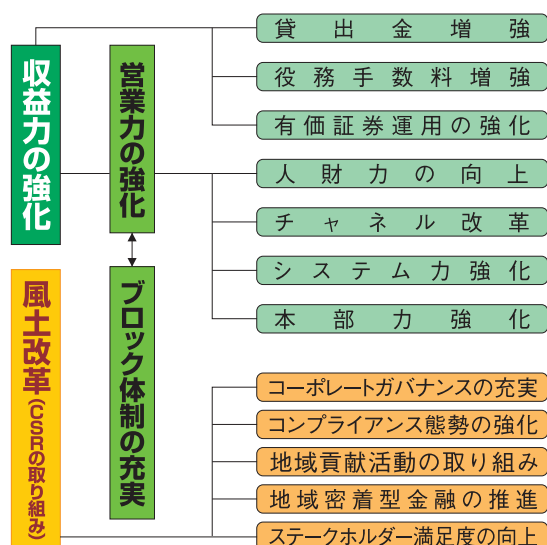 収益力の強化
営業力の強化
貸出金増強
役務手数料増強
有価証券運用の強化
人財力の向上
チャネル改革
システム力強化
本部力強化
風土改革(CSRの取り組み)
ブロック体制の充実
コーポレートガバナンスの充実
コンプライアンス態勢の強化
地域貢献活動の取り組み
地域密着型金融の推進
ステークホルダー満足度の向上